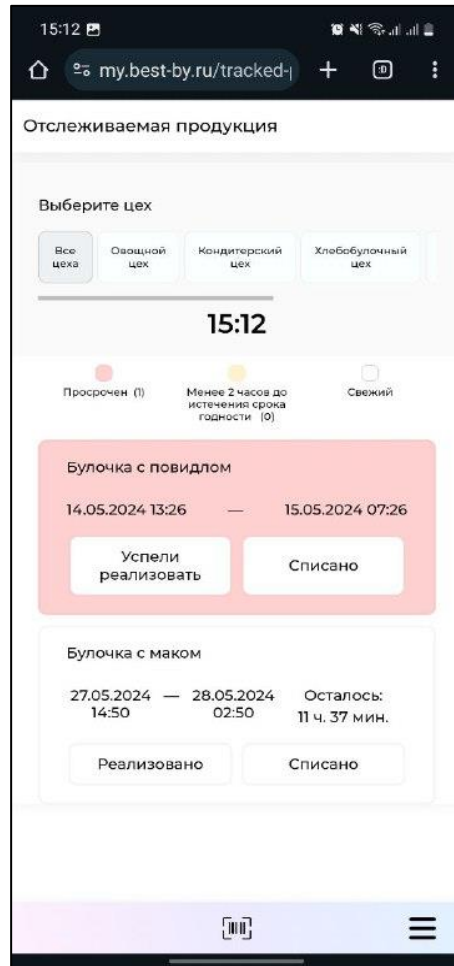 15:12
my.best-by.ru/tracked-
Отслеживаемая продукция
Выберите цех
Все цеха
Овощной цех
Кондитерский цех
Хлебобулочный цех
15:12
Просрочен (1)
Менее 2 часов до
истечения срока
годности (0)
Свежий
Булочка с повидлом
14.05.2024 13:26 — 15.05.2024 07:26
Успели
реализовать
Списано
Булочка с маком
27.05.2024 14:50 — 28.05.2024 02:50
Осталось:
11 ч. 37 мин.
Реализовано
Списано